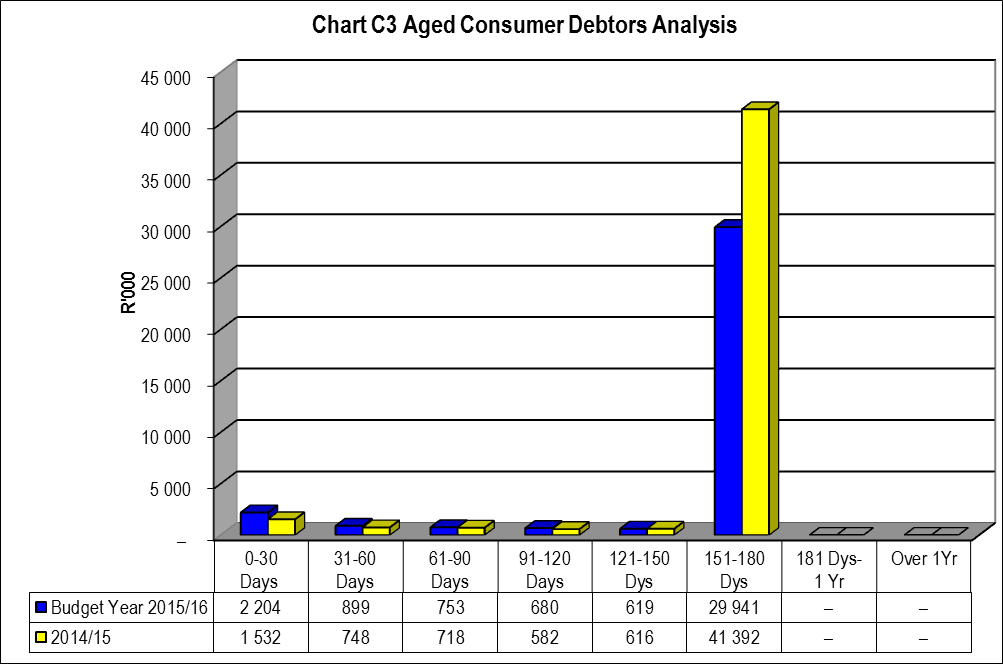 Chart C3 Aged Consumer Debtors Analysis
45 000
40 000
35 000
30 000
25 000
20 000
15 000
10 000
5 000
–
R'000
0-30 31-60 61-90 91-120 121-150 151-180 181 Dys- Over 1Yr
Days Days Days Days Dys Dys 1 Yr
Budget Year 2015/16 2 204 899 753 680 619 29 941 – –
2014/15 1 532 748 718 582 616 41 392 – –